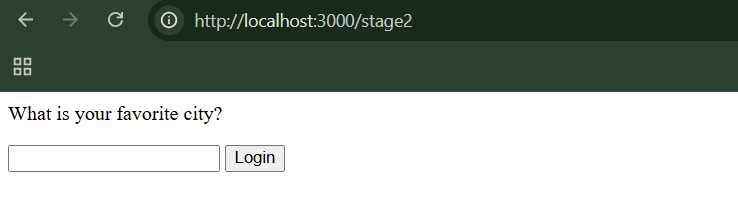 http://localhost:3000/stage2
What is your favorite city?
Login